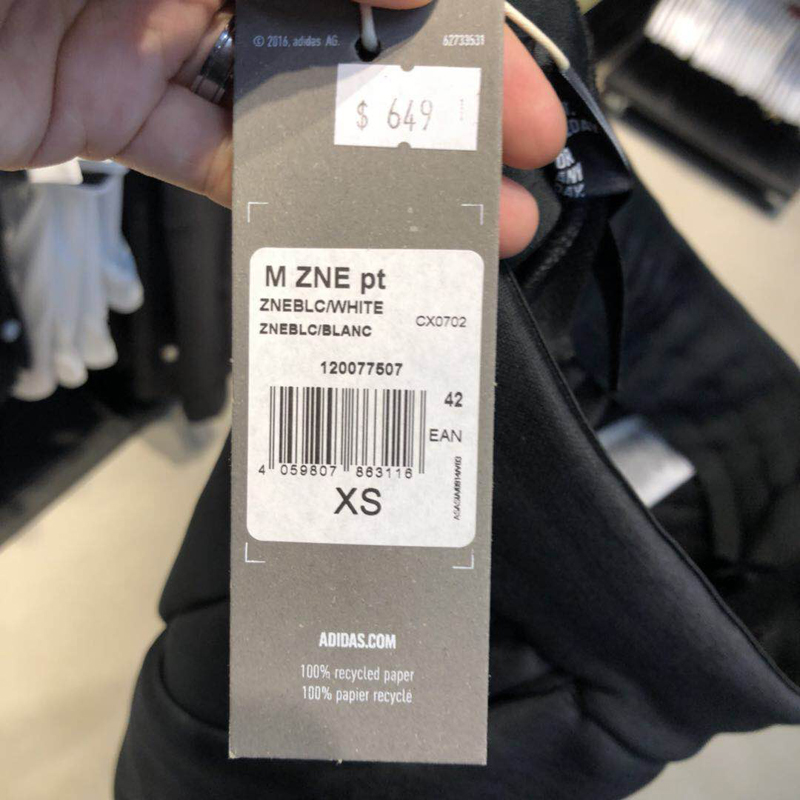 © 2016, adidas AG.
62733531
$ 649
M ZNE pt
ZNEBLC/WHITE
ZNEBLC/BLANC
CX0702
120077507
42
EAN
4 059807 863116
XS
ADIDAS.COM
100% recycled paper
100% papier recyclé